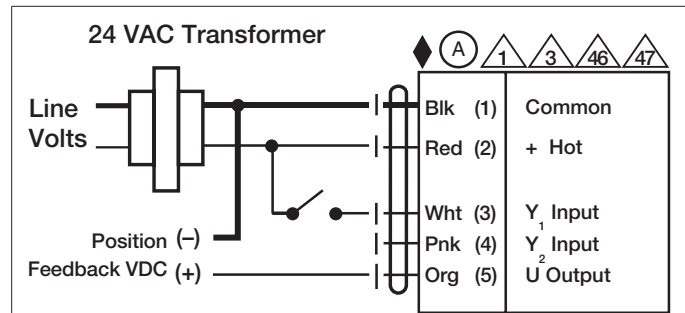 24 VAC Transformer
A 1 3 46 47
Line Volts
Blk (1) Common
Red (2) + Hot
Wht (3) Y1 Input
Position (–)
Pnk (4) Y2 Input
Feedback VDC (+)
Org (5) U Output